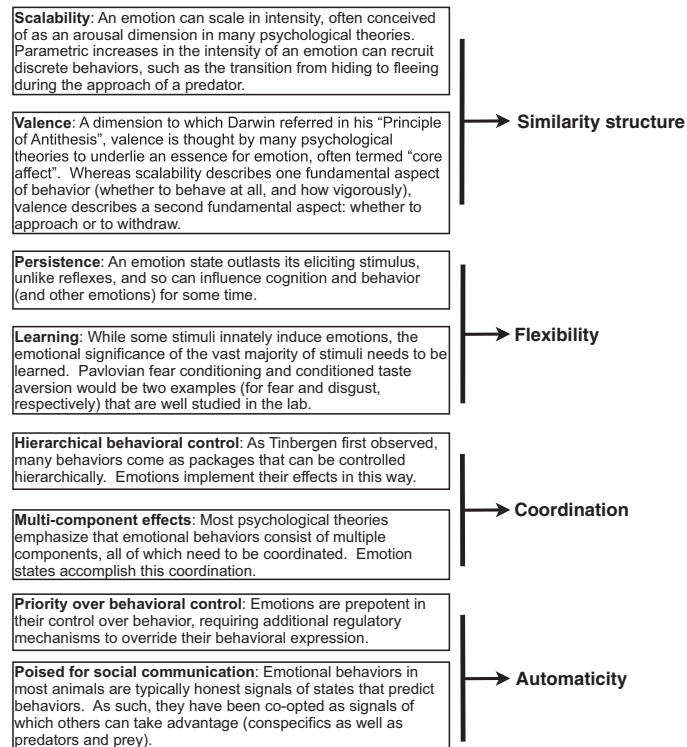 Scalability: An emotion can scale in intensity, often conceived
of as an arousal dimension in many psychological theories.
Parametric increases in the intensity of an emotion can recruit
discrete behaviors, such as the transition from hiding to fleeing
during the approach of a predator.
Valence: A dimension to which Darwin referred in his “Principle
of Antithesis”, valence is thought by many psychological
theories to underlie an essence for emotion, often termed “core
affect”.  Whereas scalability describes one fundamental aspect
of behavior (whether to behave at all, and how vigorously),
valence describes a second fundamental aspect: whether to
approach or to withdraw.
Similarity structure
Persistence: An emotion state outlasts its eliciting stimulus,
unlike reflexes, and so can influence cognition and behavior
(and other emotions) for some time.
Learning: While some stimuli innately induce emotions, the
emotional significance of the vast majority of stimuli needs to be
learned.  Pavlovian fear conditioning and conditioned taste
aversion would be two examples (for fear and disgust,
respectively) that are well studied in the lab.
Flexibility
Hierarchical behavioral control: As Tinbergen first observed,
many behaviors come as packages that can be controlled
hierarchically.  Emotions implement their effects in this way.
Multi-component effects: Most psychological theories
emphasize that emotional behaviors consist of multiple
components, all of which need to be coordinated.  Emotion
states accomplish this coordination.
Coordination
Priority over behavioral control: Emotions are prepotent in
their control over behavior, requiring additional regulatory
mechanisms to override their behavioral expression.
Poised for social communication: Emotional behaviors in
most animals are typically honest signals of states that predict
behaviors.  As such, they have been co-opted as signals of
which others can take advantage (conspecifics as well as
predators and prey).
Automaticity